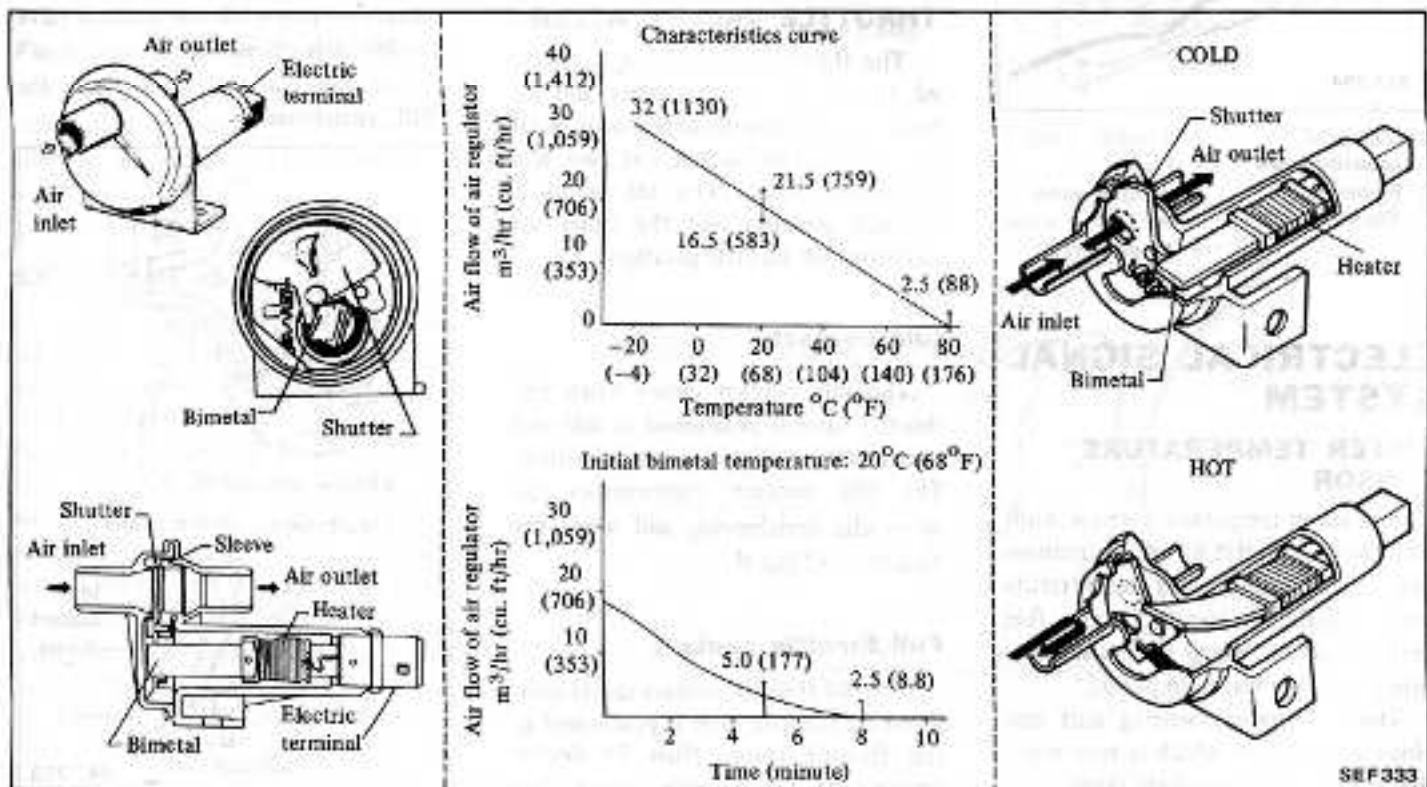 Air outlet
Electric
terminal
Air
inlet
Bimetal
Shutter
Shutter
Air inlet
Sleeve
Air outlet
Heater
Bimetal
Electric
terminal
Characteristics curve
Air flow of air regulator
m³/hr (cu. ft/hr)
40
(1,412)
30
(1,059)
20
(706)
10
(353)
0
32 (1130)
21.5 (759)
16.5 (583)
2.5 (88)
-20 0 20 40 60 80
(-4) (32) (68) (104) (140) (176)
Temperature °C (°F)
Initial bimetal temperature: 20°C (68°F)
Air flow of air regulator
m³/hr (cu. ft/hr)
30
(1,059)
20
(706)
10
(353)
5.0 (177)
2.5 (8.8)
2 4 6 8 10
Time (minute)
COLD
Shutter
Air outlet
Heater
Air inlet
Bimetal
HOT
SEF333